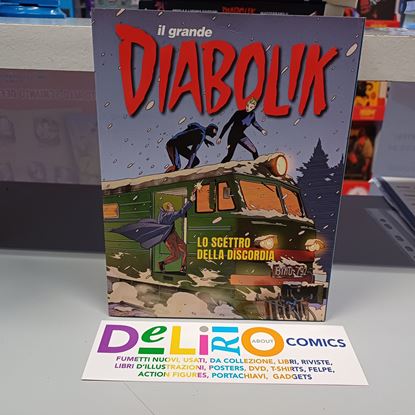 il grande
DIABOLIK
LO SCETTRO
DELLA DISCORDIA
DeLiRIO ABOUT COMICS
FUMETTI NUOVI, USATI, DA COLLEZIONE, LIBRI, RIVISTE,
LIBRI D'ILLUSTRAZIONI, POSTERS, DVD, T-SHIRTS, FELPE,
ACTION FIGURES, PORTACHIAVI, GADGETS